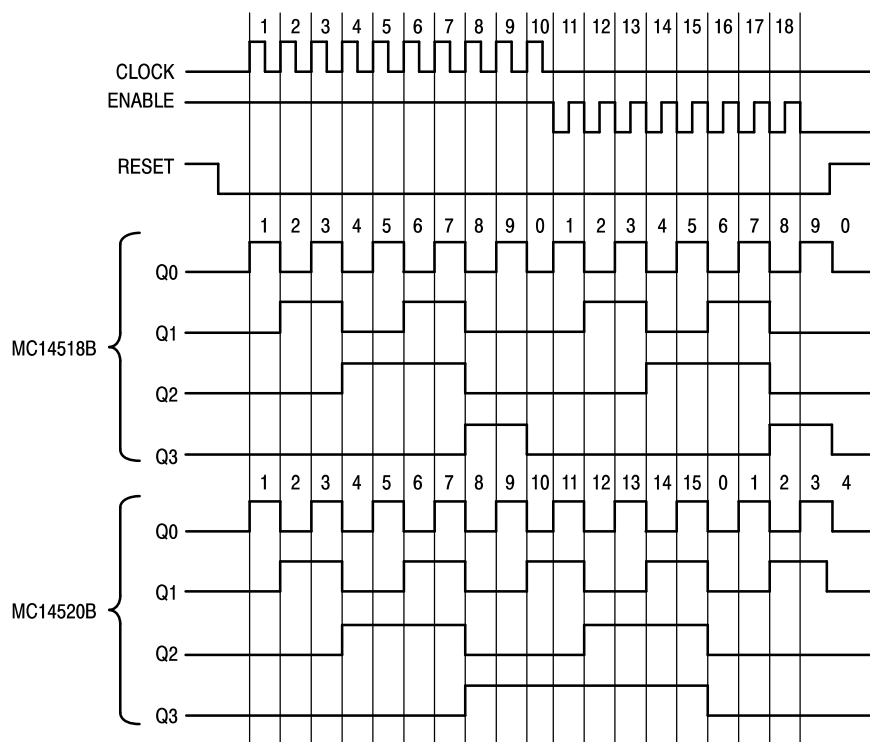 1 2 3 4 5 6 7 8 9 10 11 12 13 14 15 16 17 18
CLOCK
ENABLE
RESET
1 2 3 4 5 6 7 8 9 0 1 2 3 4 5 6 7 8 9 0
Q0
Q1
MC14518B
Q2
Q3
1 2 3 4 5 6 7 8 9 10 11 12 13 14 15 0 1 2 3 4
Q0
Q1
MC14520B
Q2
Q3